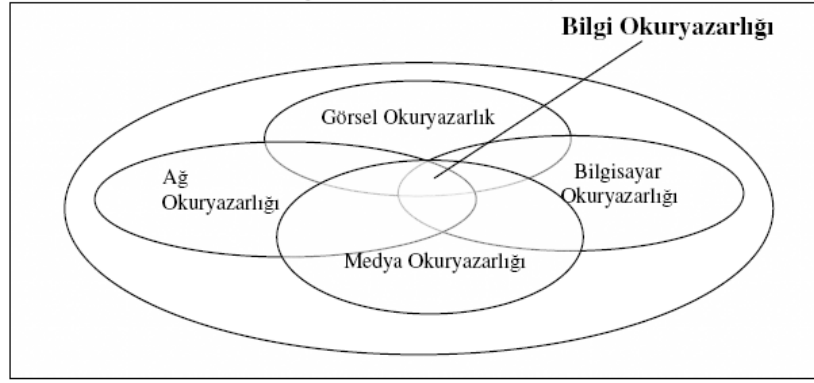 Bilgi Okuryazarlığı
Görsel Okuryazarlık
Ağ
Okuryazarlığı
Bilgisayar
Okuryazarlığı
Medya Okuryazarlığı